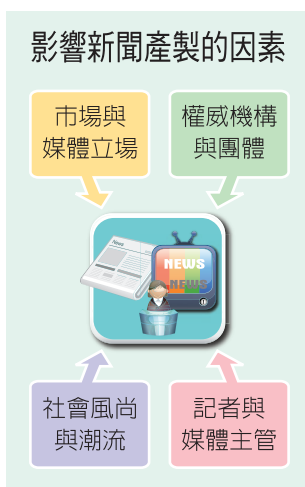 影響新聞產製的因素
市場與
媒體立場
權威機構
與團體
News
NEWS
NEWS
社會風尚
與潮流
記者與
媒體主管